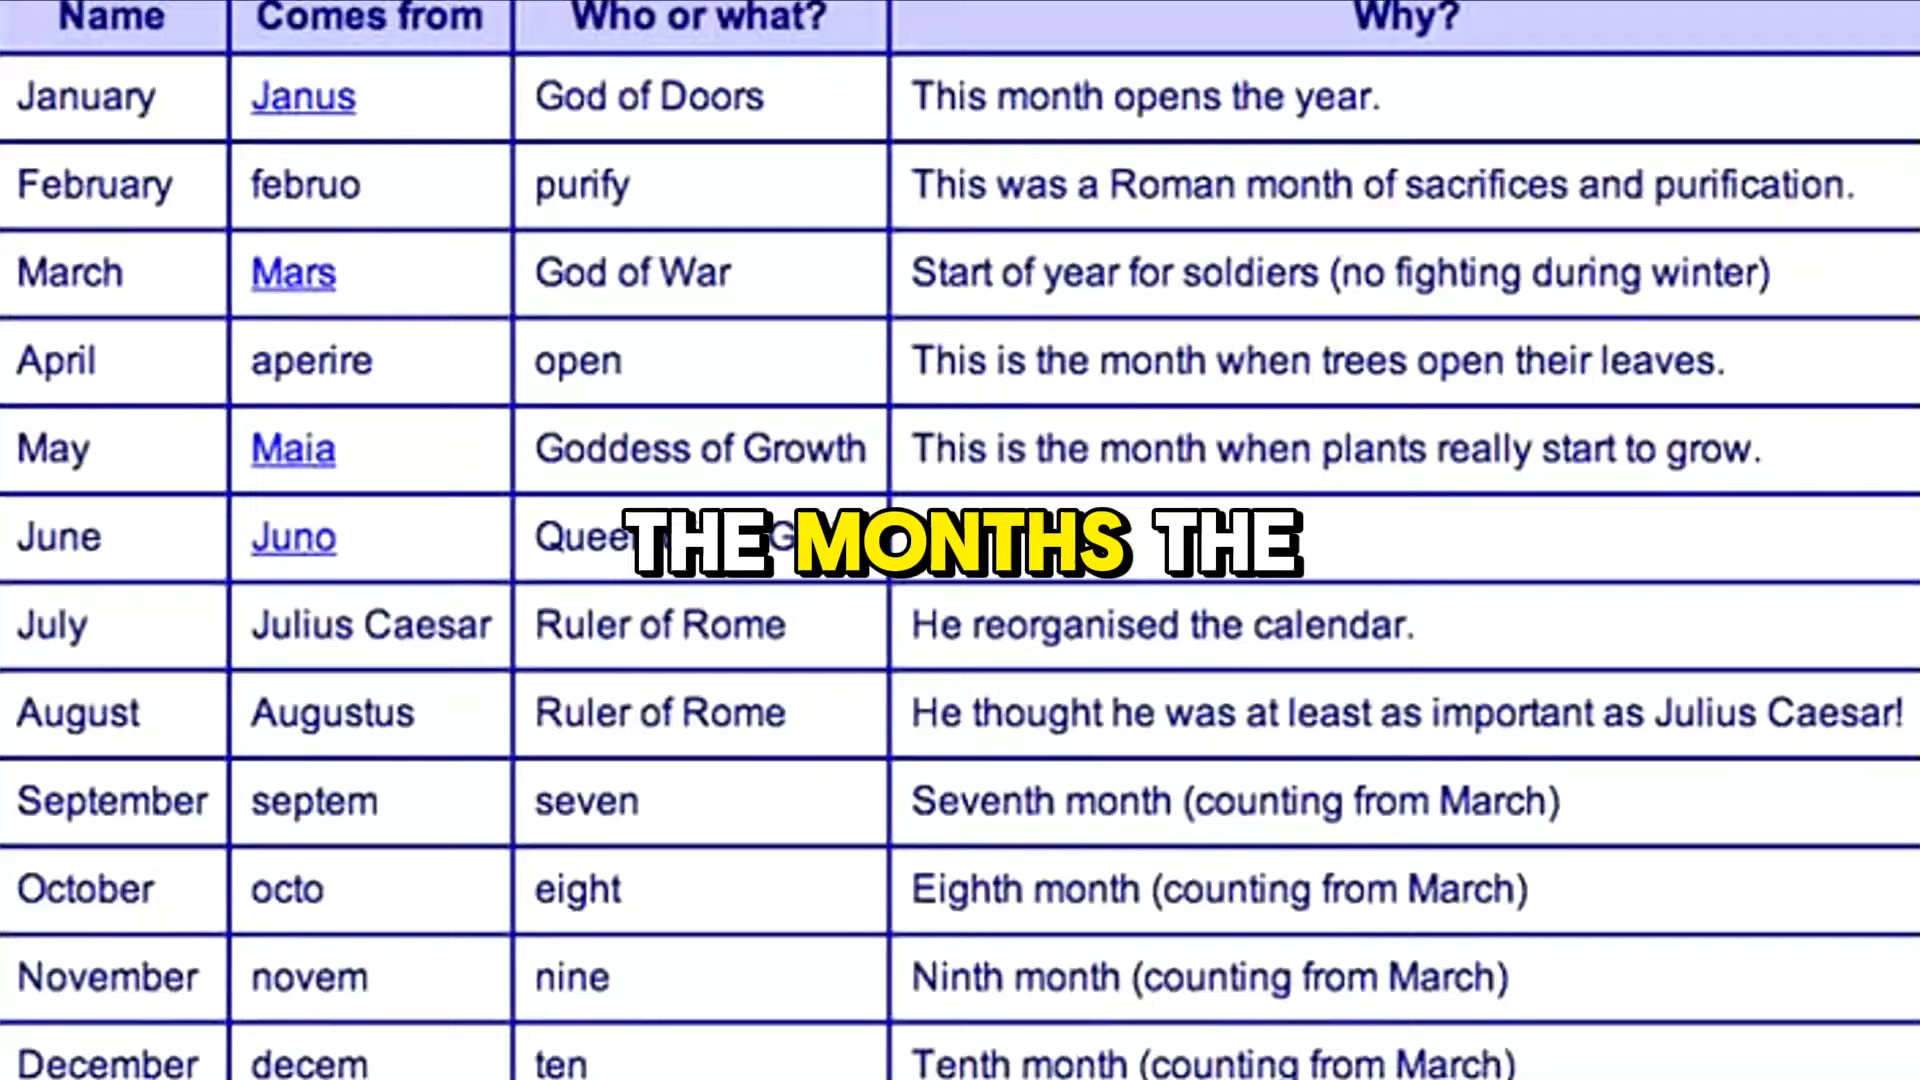 Name Comes from Who or what? Why?
January Janus God of Doors This month opens the year.
February februo purify This was a Roman month of sacrifices and purification.
March Mars God of War Start of year for soldiers (no fighting during winter)
April aperire open This is the month when trees open their leaves.
May Maia Goddess of Growth This is the month when plants really start to grow.
June Juno
THE MONTHS THE
July Julius Caesar Ruler of Rome He reorganised the calendar.
August Augustus Ruler of Rome He thought he was at least as important as Julius Caesar!
September septem seven Seventh month (counting from March)
October octo eight Eighth month (counting from March)
November novem nine Ninth month (counting from March)
December decem ten Tenth month (counting from March)